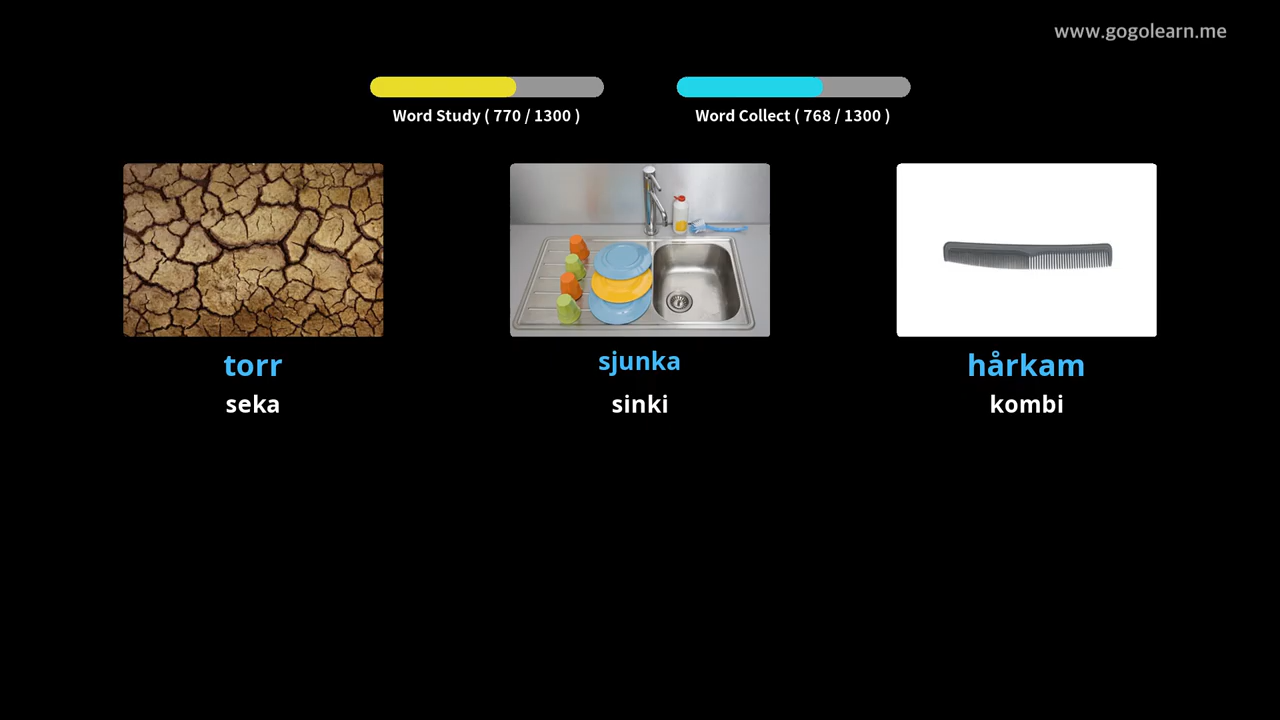 www.gogolearn.me
Word Study ( 770 / 1300 )
Word Collect ( 768 / 1300 )
torr
sjunka
hårkam
seka
sinki
kombi